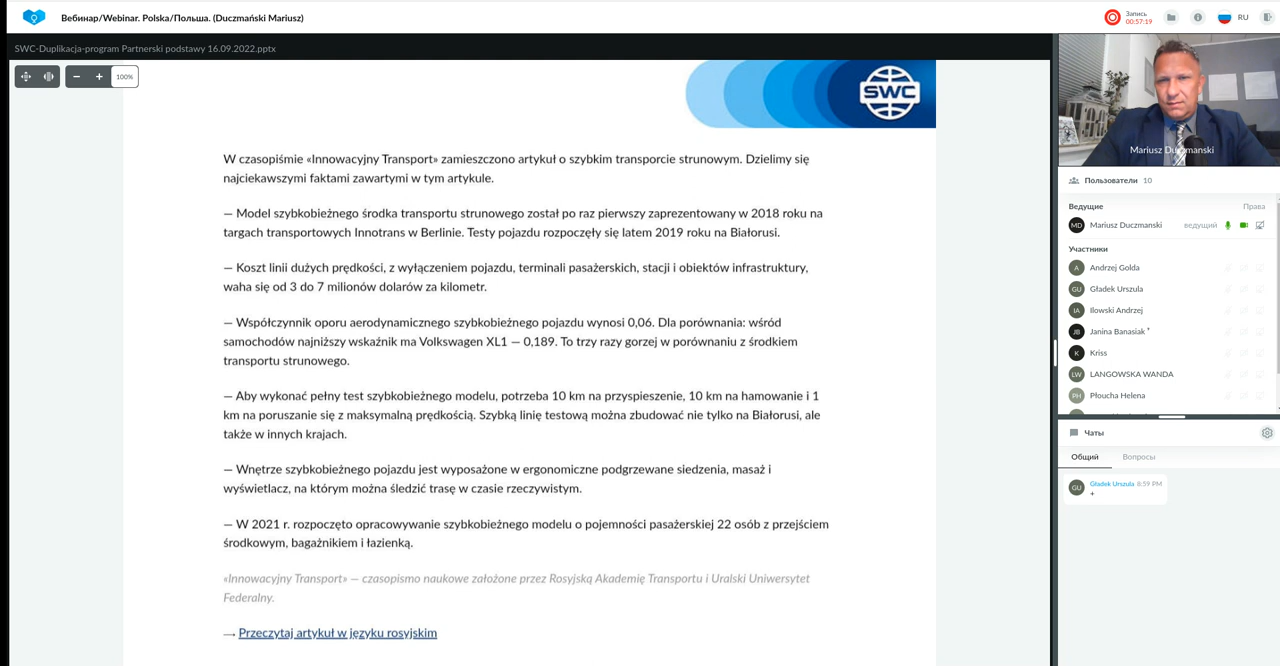 Вебинар/Webinar. Polska/Польша. (Duczmański Mariusz)
Запись
00:57:19
RU
SWC-Duplikacja-program Partnerski podstawy 16.09.2022.pptx
100%
SWC
W czasopiśmie «Innowacyjny Transport» zamieszczono artykuł o szybkim transporcie strunowym. Dzielimy się
najciekawszymi faktami zawartymi w tym artykule.
— Model szybkobieżnego środka transportu strunowego został po raz pierwszy zaprezentowany w 2018 roku na
targach transportowych Innotrans w Berlinie. Testy pojazdu rozpoczęły się latem 2019 roku na Białorusi.
— Koszt linii dużych prędkości, z wyłączeniem pojazdu, terminali pasażerskich, stacji i obiektów infrastruktury,
waha się od 3 do 7 milionów dolarów za kilometr.
— Współczynnik oporu aerodynamicznego szybkobieżnego pojazdu wynosi 0,06. Dla porównania: wśród
samochodów najniższy wskaźnik ma Volkswagen XL1 — 0,189. To trzy razy gorzej w porównaniu z środkiem
transportu strunowego.
— Aby wykonać pełny test szybkobieżnego modelu, potrzeba 10 km na przyspieszenie, 10 km na hamowanie i 1
km na poruszanie się z maksymalną prędkością. Szybką linię testową można zbudować nie tylko na Białorusi, ale
także w innych krajach.
— Wnętrze szybkobieżnego pojazdu jest wyposażone w ergonomiczne podgrzewane siedzenia, masaż i
wyświetlacz, na którym można śledzić trasę w czasie rzeczywistym.
— W 2021 r. rozpoczęto opracowywanie szybkobieżnego modelu o pojemności pasażerskiej 22 osób z przejściem
środkowym, bagażnikiem i łazienką.
«Innowacyjny Transport» — czasopismo naukowe założone przez Rosyjską Akademię Transportu i Uralski Uniwersytet
Federalny.
→ Przeczytaj artykuł w języku rosyjskim
Mariusz Duczmanski
Пользователи 10
Ведущие Права
MD Mariusz Duczmanski ведущий
Участники
A Andrzej Golda
GU Gładek Urszula
IA Ilowski Andrzej
JB Janina Banasiak *
K Kriss
LW LANGOWSKA WANDA
PH Płoucha Helena
Чаты
Общий Вопросы
GU Gładek Urszula 8:59 PM
+